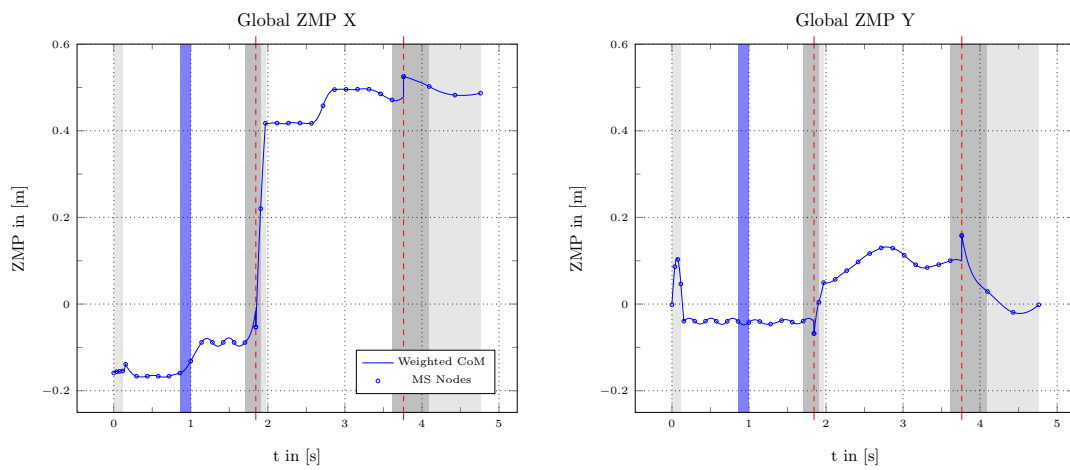 Global ZMP X
0.6
0.4
0.2
0
−0.2
ZMP in [m]
0
1
2
3
4
5
t in [s]
Weighted CoM
MS Nodes
Global ZMP Y
0.6
0.4
0.2
0
−0.2
ZMP in [m]
0
1
2
3
4
5
t in [s]